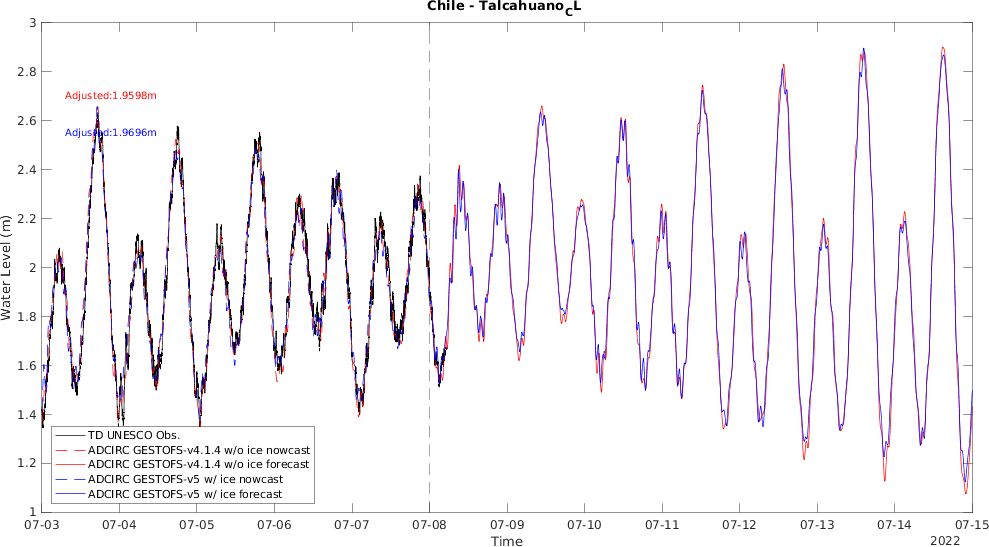 Chile - Talcahuano_CL
3
2.8
2.6
2.4
2.2
2
1.8
1.6
1.4
1.2
1
Water Level (m)
Adjusted:1.9598m
Adjusted:1.9696m
TD UNESCO Obs.
ADCIRC GESTOFS-v4.1.4 w/o ice nowcast
ADCIRC GESTOFS-v4.1.4 w/o ice forecast
ADCIRC GESTOFS-v5 w/ ice nowcast
ADCIRC GESTOFS-v5 w/ ice forecast
07-03 07-04 07-05 07-06 07-07 07-08 07-09 07-10 07-11 07-12 07-13 07-14 07-15
Time
2022